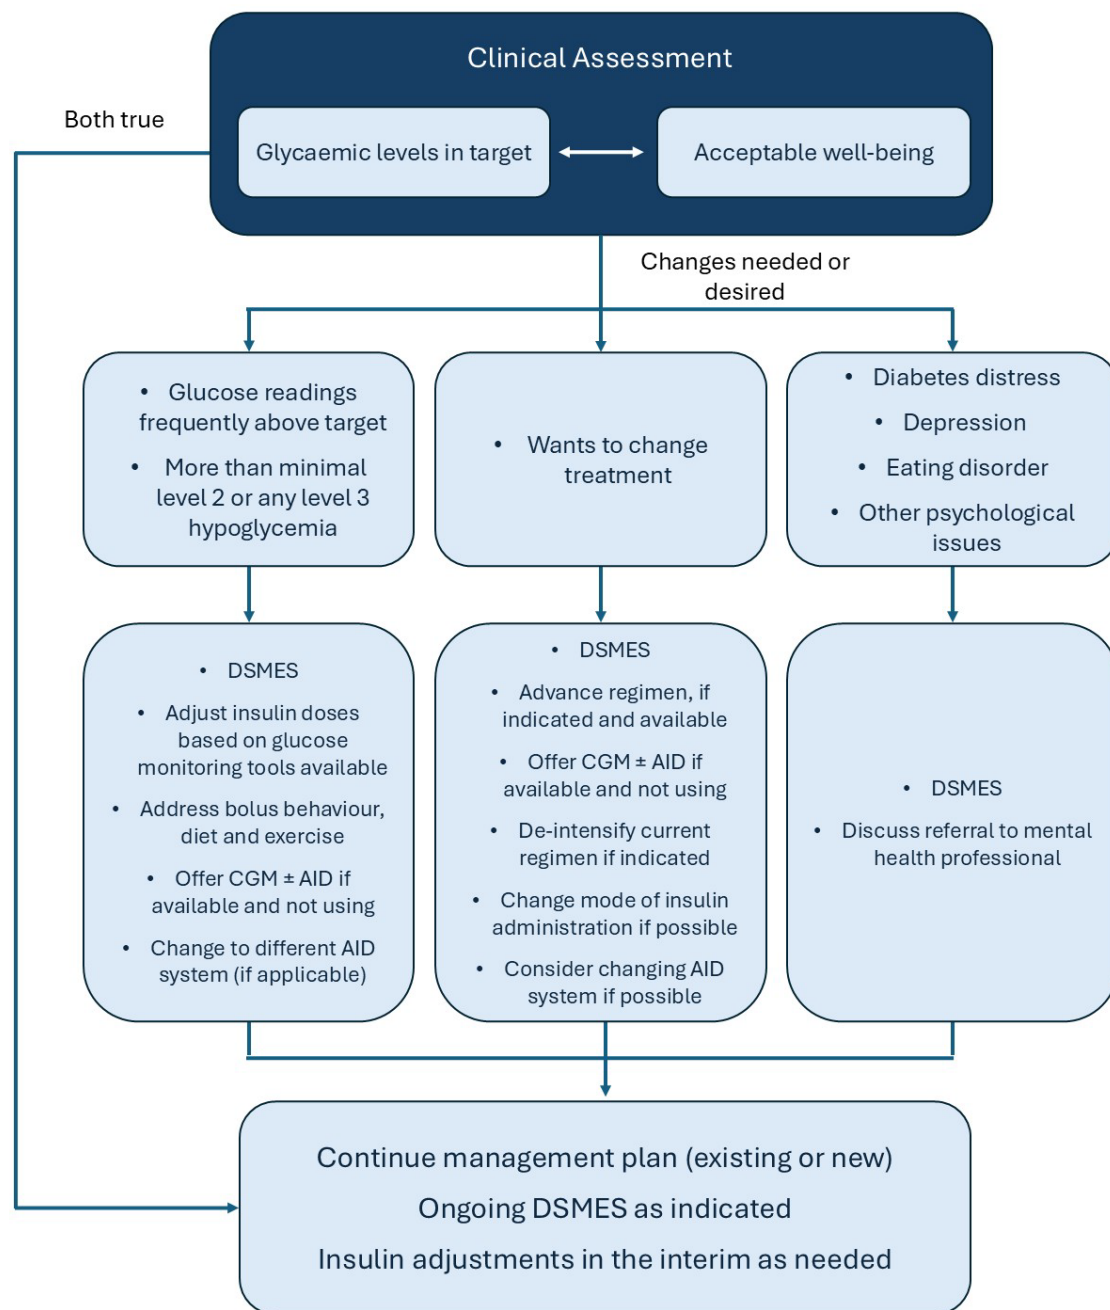 Clinical Assessment
Both true
Glycaemic levels in target
Acceptable well-being
Changes needed or
desired
• Glucose readings
frequently above target
• More than minimal
level 2 or any level 3
hypoglycemia
• Wants to change
treatment
• Diabetes distress
• Depression
• Eating disorder
• Other psychological
issues
• DSMES
• Adjust insulin doses
based on glucose
monitoring tools available
• Address bolus behaviour,
diet and exercise
• Offer CGM ± AID if
available and not using
• Change to different AID
system (if applicable)
• DSMES
• Advance regimen, if
indicated and available
• Offer CGM ± AID if
available and not using
• De-intensify current
regimen if indicated
• Change mode of insulin
administration if possible
• Consider changing AID
system if possible
• DSMES
• Discuss referral to mental
health professional
Continue management plan (existing or new)
Ongoing DSMES as indicated
Insulin adjustments in the interim as needed